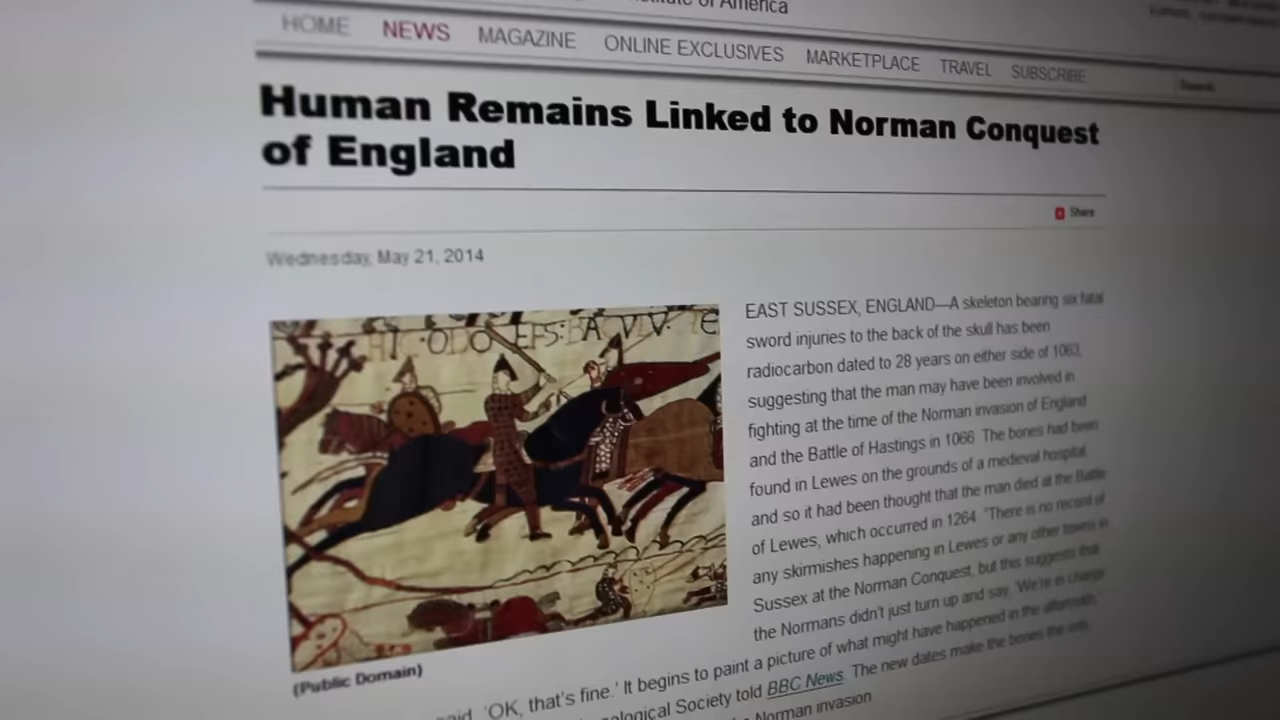 of America
HOME NEWS MAGAZINE ONLINE EXCLUSIVES MARKETPLACE TRAVEL SUBSCRIBE
Search
Human Remains Linked to Norman Conquest
of England
Share
Wednesday, May 21, 2014
ODO EPS: BA
EAST SUSSEX, ENGLAND—A skeleton bearing six fatal
sword injuries to the back of the skull has been
radiocarbon dated to 28 years on either side of 1063,
suggesting that the man may have been involved in
fighting at the time of the Norman invasion of England
and the Battle of Hastings in 1066. The bones had been
found in Lewes on the grounds of a medieval hospital,
and so it had been thought that the man died at the Battle
of Lewes, which occurred in 1264. “There is no record of
any skirmishes happening in Lewes or any other towns in
Sussex at the Norman Conquest, but this suggests that
the Normans didn’t just turn up and say, ‘We’re in charge
said, ‘OK, that’s fine.’ It begins to paint a picture of what might have happened in the aftermath,”
Society told BBC News. The new dates make the bones the
Norman invasion
(Public Domain)